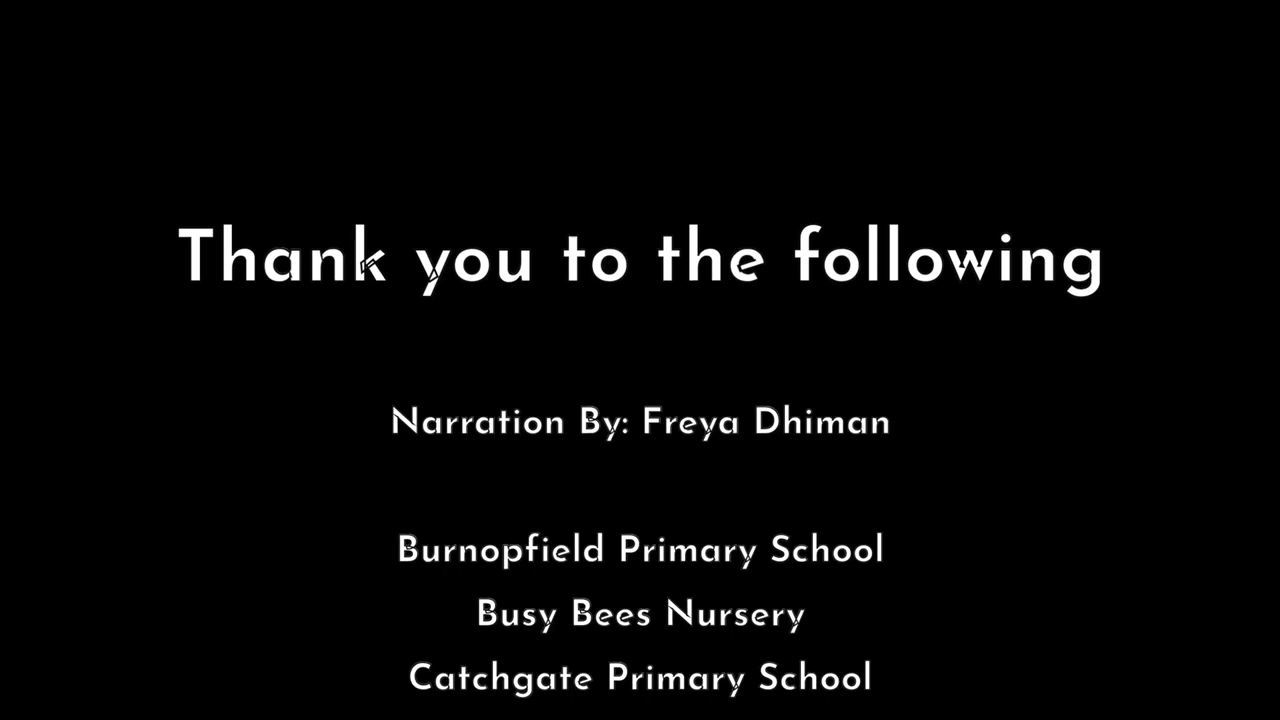 Thank you to the following
Narration By: Freya Dhiman
Burnopfield Primary School
Busy Bees Nursery
Catchgate Primary School